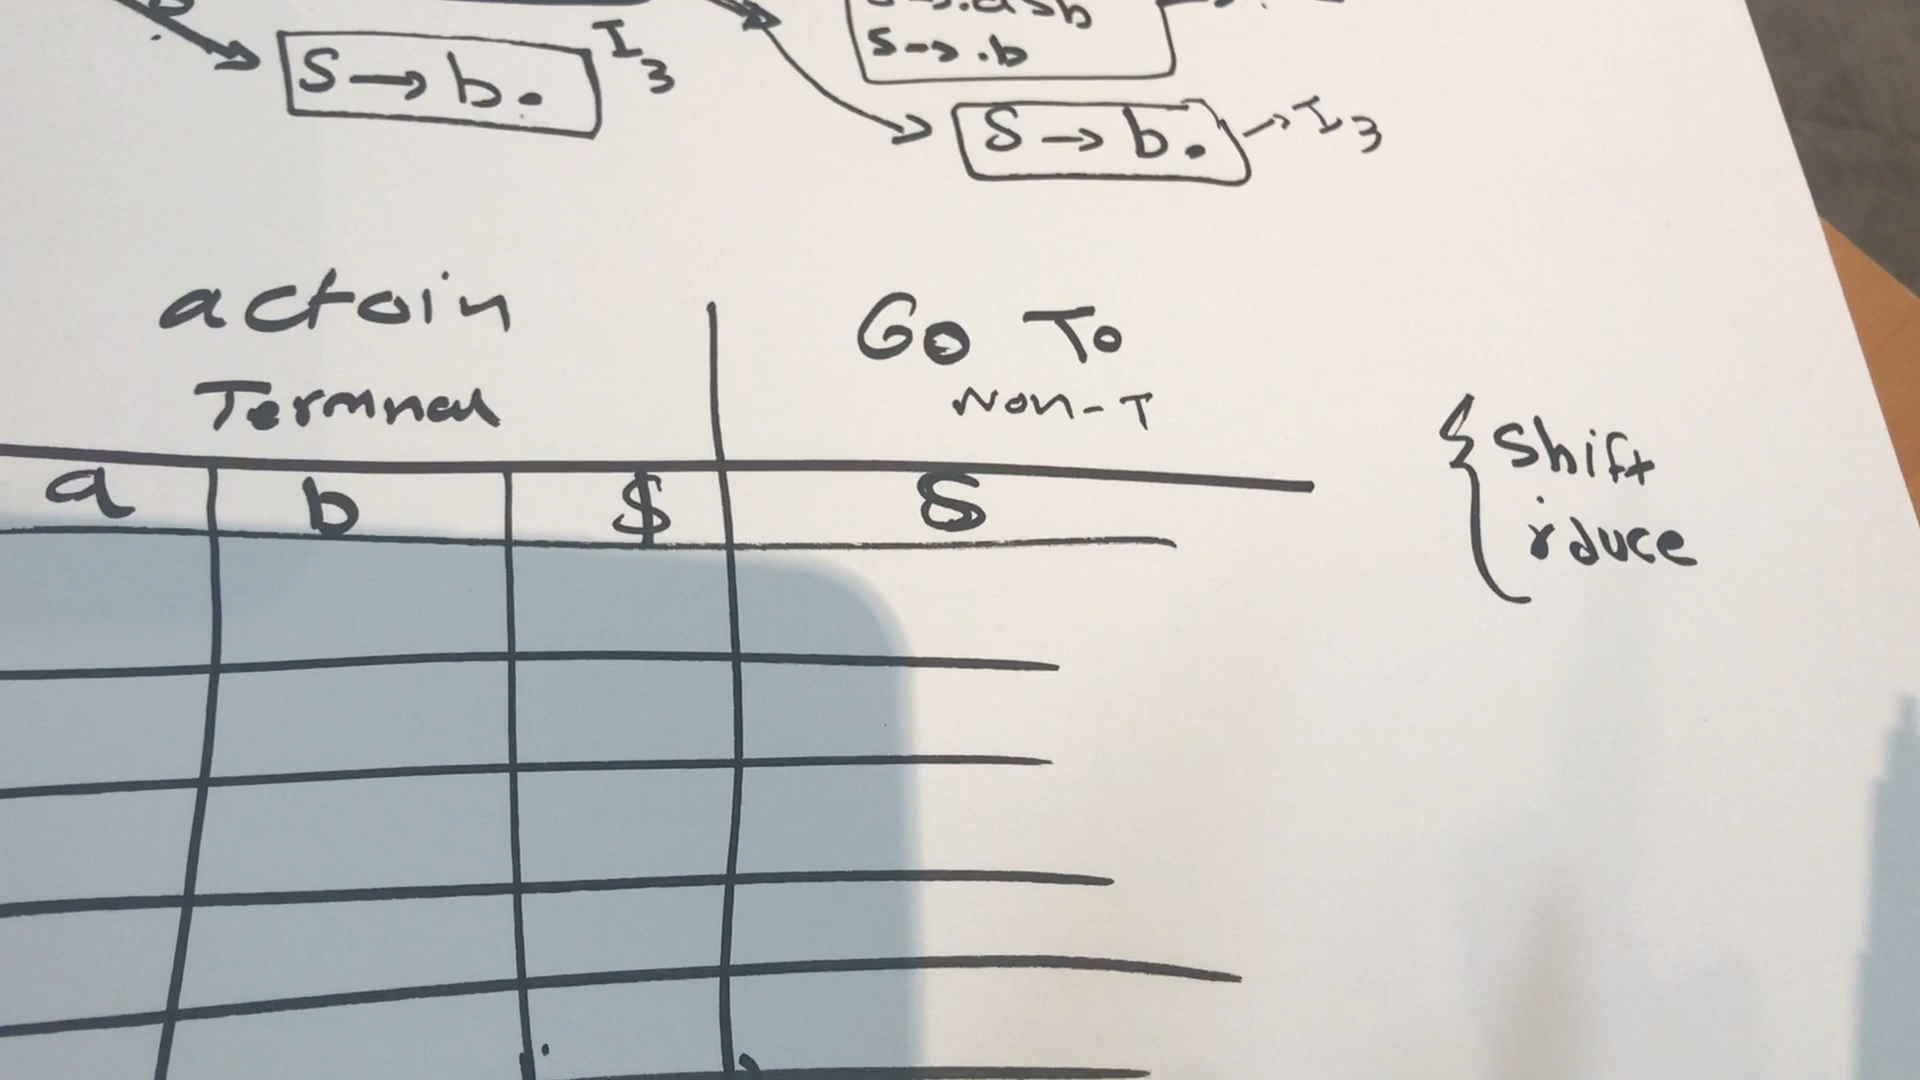 S → b. I3
S → .b
S → b. → I3
actoin
Go To
Termnal
Non-T
a b $ S
{ Shift
rduce